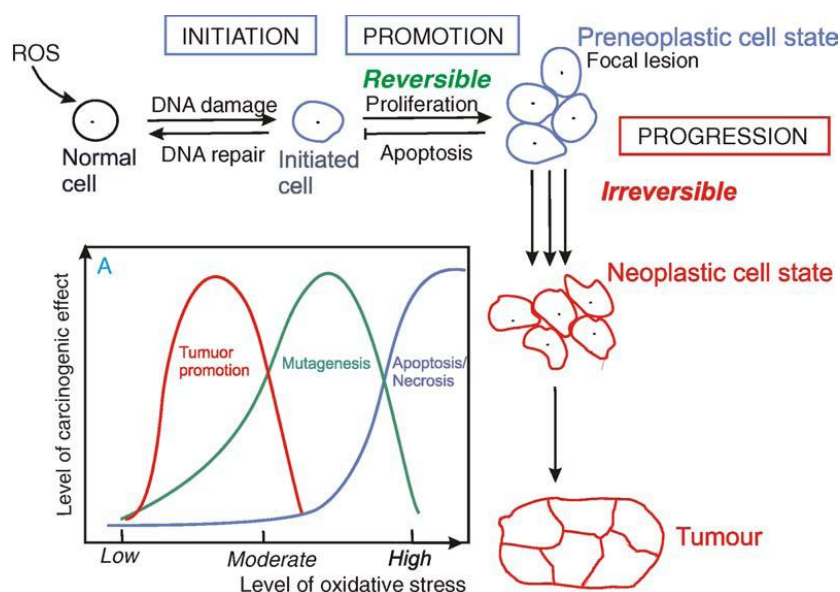 INITIATION
PROMOTION
Preneoplastic cell state
Focal lesion
ROS
Reversible
DNA damage
Proliferation
PROGRESSION
DNA repair
Apoptosis
Normal
cell
Initiated
cell
Irreversible
A
Neoplastic cell state
Level of carcinogenic effect
Tumuor
promotion
Mutagenesis
Apoptosis/
Necrosis
Tumour
Low
Moderate
High
Level of oxidative stress